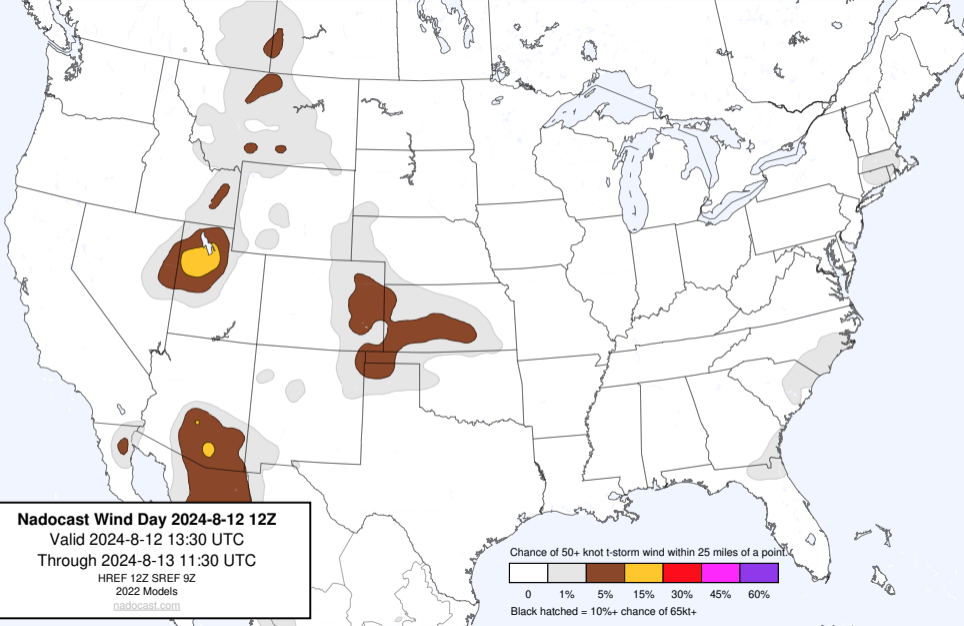 Nadocast Wind Day 2024-8-12 12Z
Valid 2024-8-12 13:30 UTC
Through 2024-8-13 11:30 UTC
HREF 12Z SREF 9Z
2022 Models
nadocast.com
Chance of 50+ knot t-storm wind within 25 miles of a point.
0 1% 5% 15% 30% 45% 60%
Black hatched = 10%+ chance of 65kt+